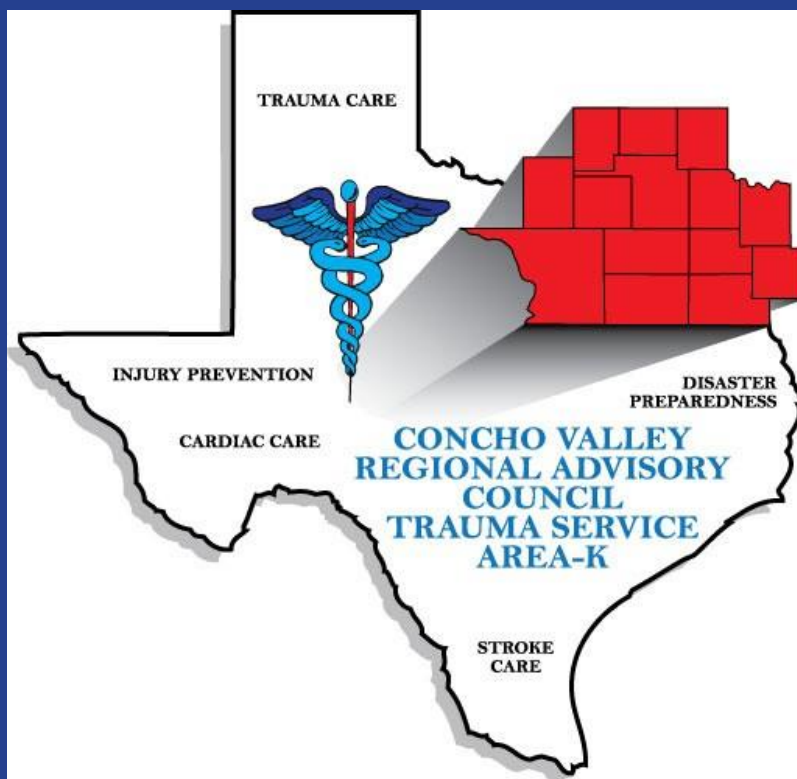 TRAUMA CARE
INJURY PREVENTION
CARDIAC CARE
DISASTER
PREPAREDNESS
CONCHO VALLEY
REGIONAL ADVISORY
COUNCIL
TRAUMA SERVICE
AREA-K
STROKE
CARE